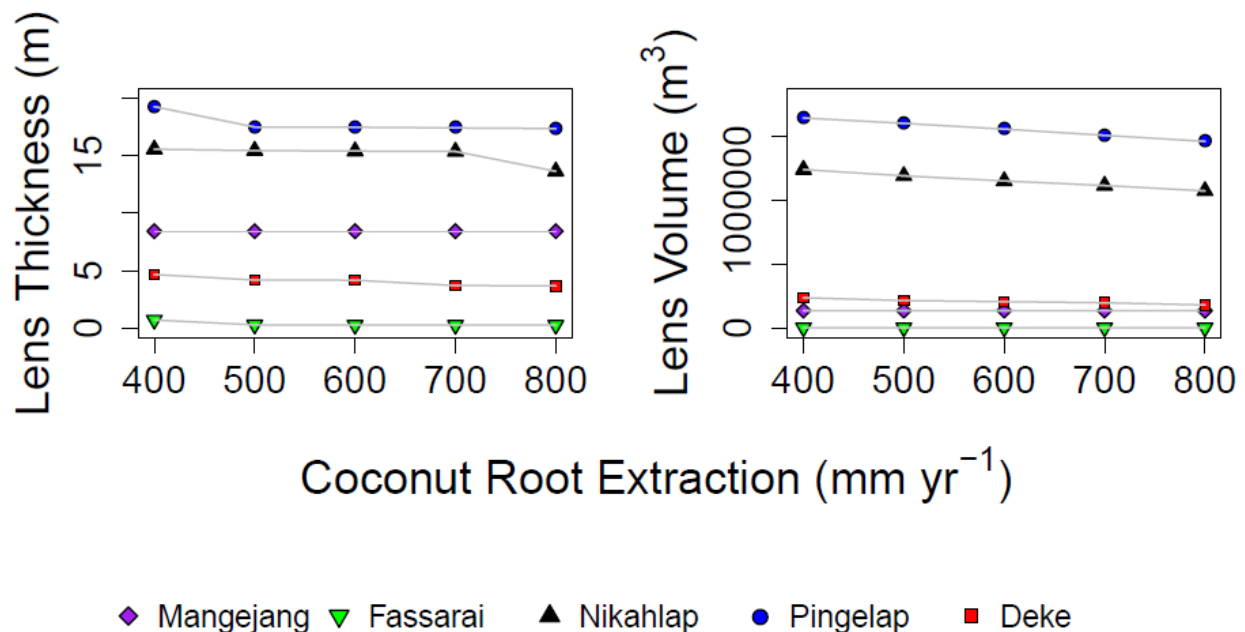 Lens Thickness (m)
15
5
0
400 500 600 700 800
Lens Volume (m³)
1000000
0
400 500 600 700 800
Coconut Root Extraction (mm yr⁻¹)
Mangejang Fassarai Nikahlap Pingelap Deke